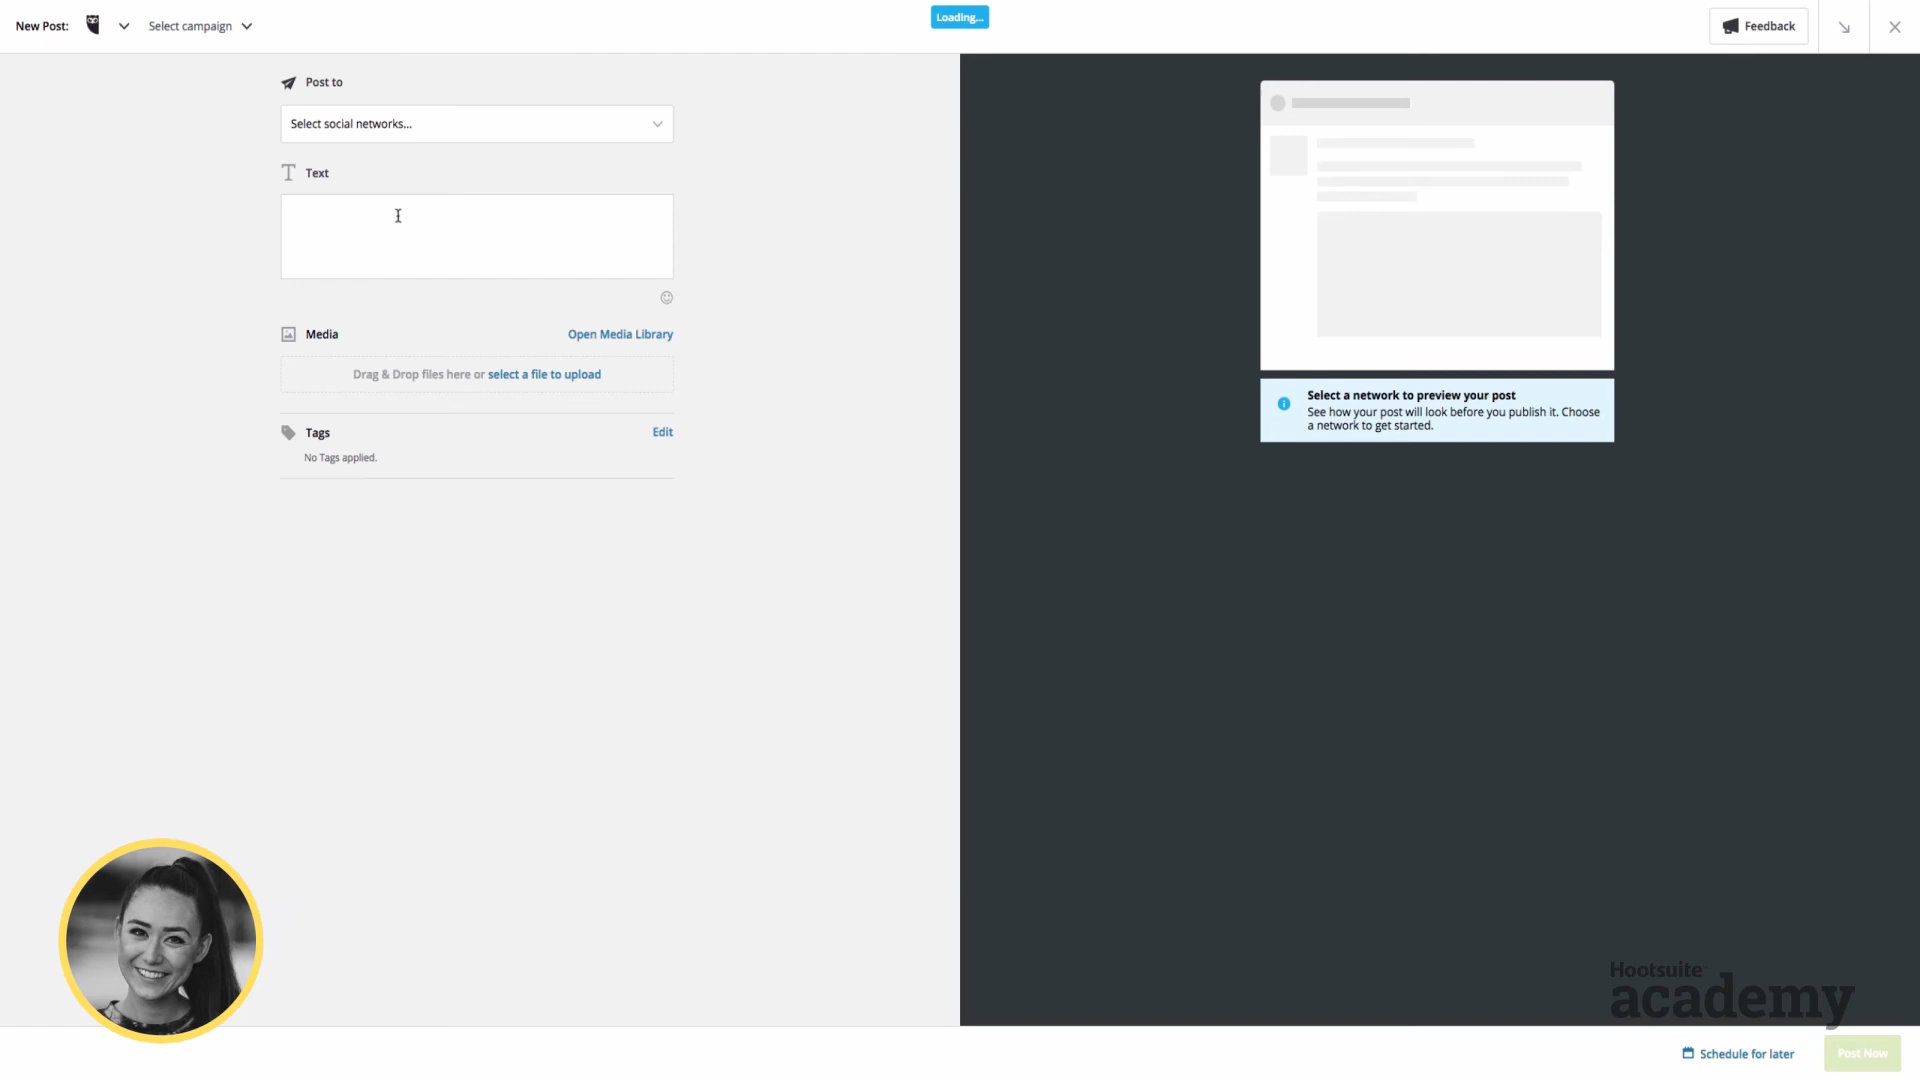 New Post:
Select campaign
Loading...
Feedback
Post to
Select social networks...
Text
Media
Open Media Library
Drag & Drop files here or select a file to upload
Tags
Edit
No Tags applied.
Select a network to preview your post
See how your post will look before you publish it. Choose
a network to get started.
Hootsuite
academy
Schedule for later
Post Now